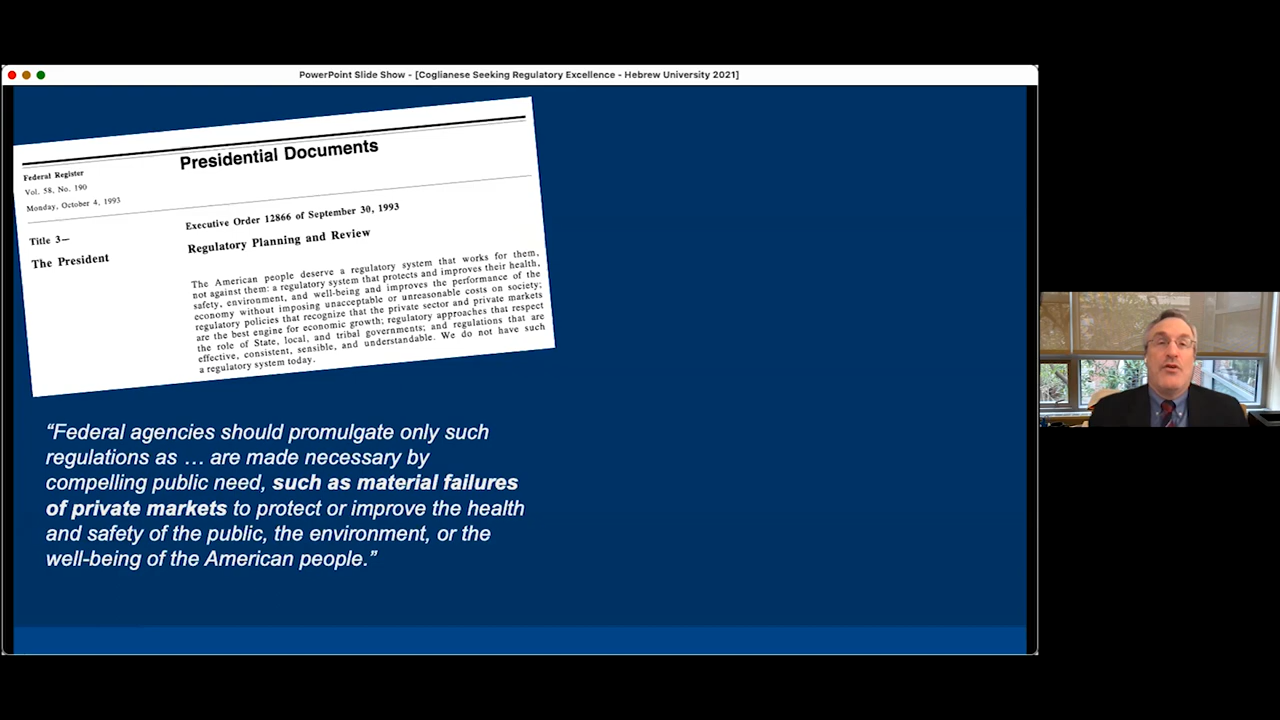 PowerPoint Slide Show - [Coglianese Seeking Regulatory Excellence - Hebrew University 2021]
Presidential Documents
Federal Register
Vol. 58, No. 190
Monday, October 4, 1993
Title 3—
The President
Executive Order 12866 of September 30, 1993
Regulatory Planning and Review
The American people deserve a regulatory system that works for them,
not against them: a regulatory system that protects and improves their health,
safety, environment, and well-being and improves the performance of the
economy without imposing unacceptable or unreasonable costs on society;
regulatory policies that recognize that the private sector and private markets
are the best engine for economic growth; regulatory approaches that respect
the role of State, local, and tribal governments; and regulations that are
effective, consistent, sensible, and understandable. We do not have such
a regulatory system today.
“Federal agencies should promulgate only such
regulations as … are made necessary by
compelling public need, such as material failures
of private markets to protect or improve the health
and safety of the public, the environment, or the
well-being of the American people.”